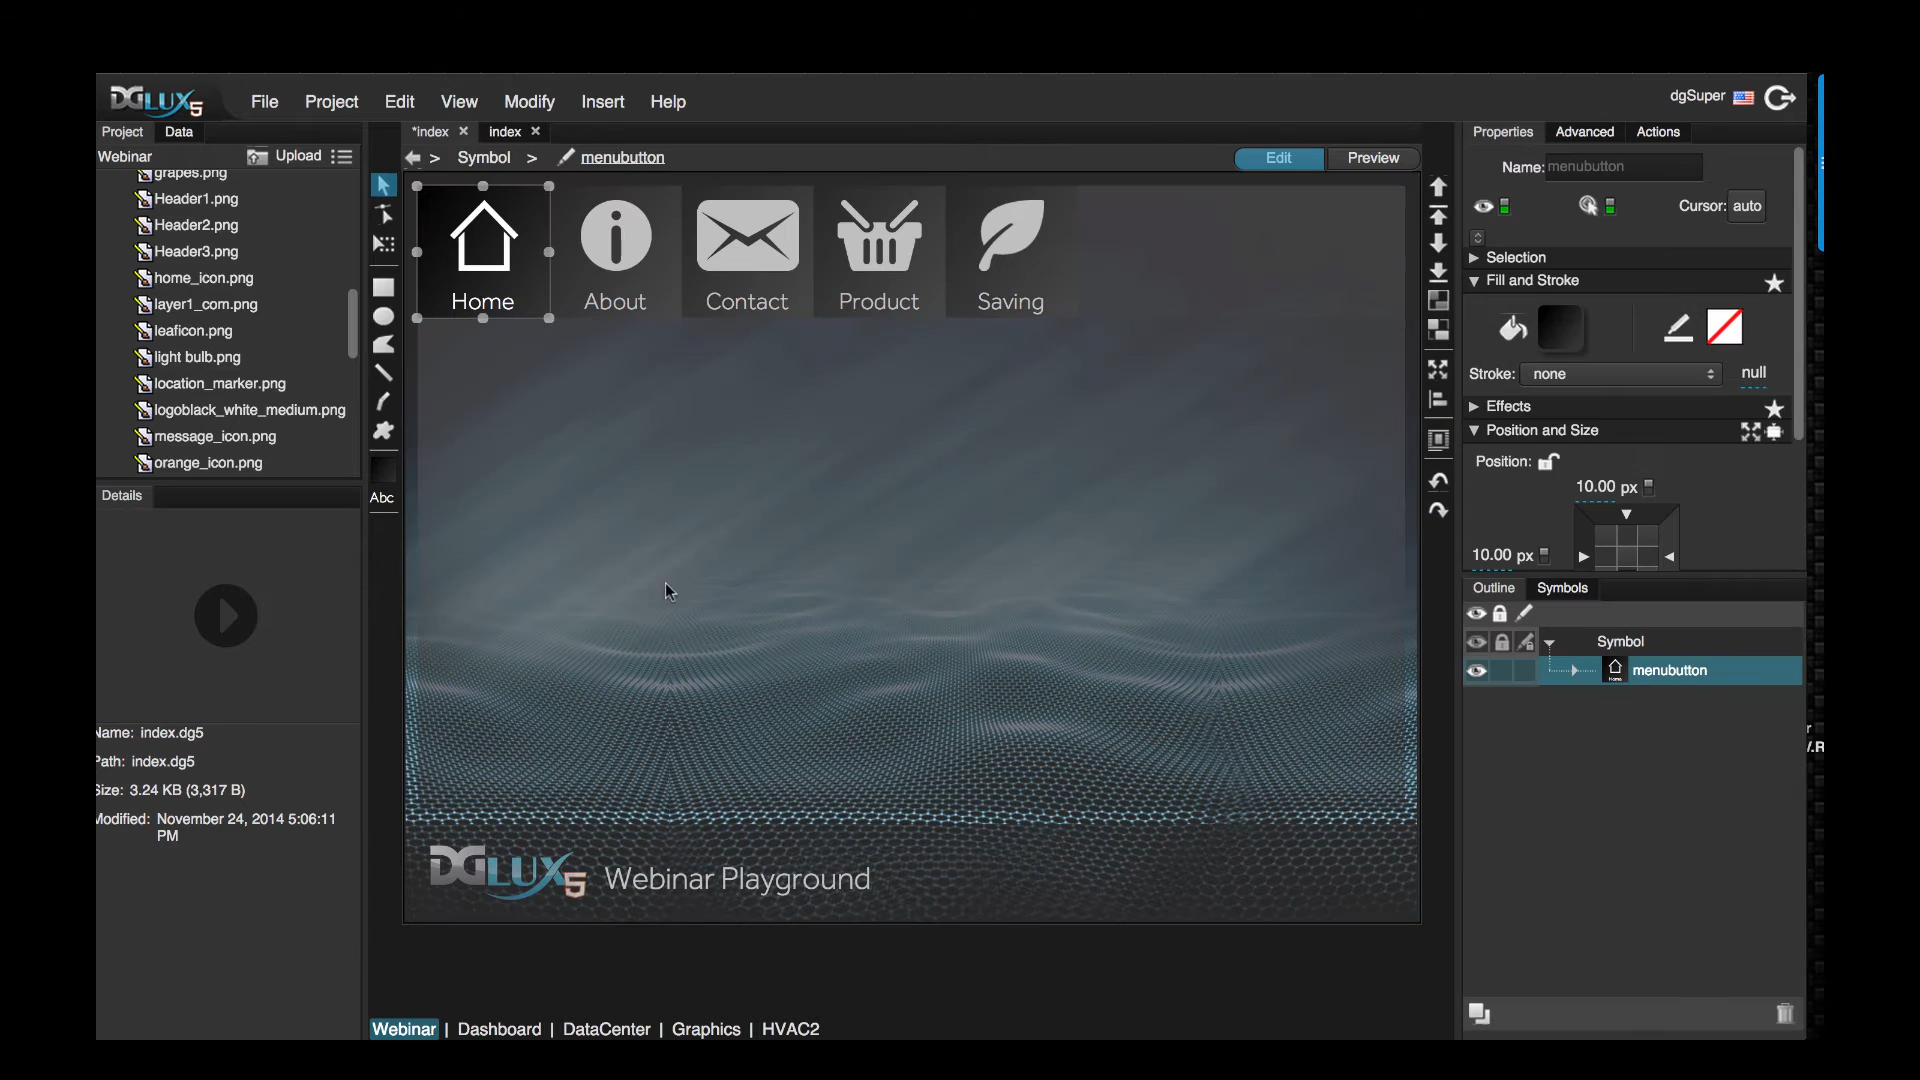 DGLUX5
File Project Edit View Modify Insert Help
dgSuper
Project Data
*index index
Properties Advanced Actions
Webinar Upload
> Symbol > menubutton
Edit Preview
Name: menubutton
grapes.png
Header1.png
Header2.png
Header3.png
home_icon.png
layer1_corn.png
leaficon.png
light bulb.png
location_marker.png
logoblack_white_medium.png
message_icon.png
orange_icon.png
Cursor: auto
Selection
Fill and Stroke
Stroke: none null
Effects
Position and Size
Position:
10.00 px
10.00 px
Home About Contact Product Saving
Abc
Details
Outline Symbols
Symbol
menubutton
Name: index.dg5
Path: index.dg5
Size: 3.24 KB (3,317 B)
Modified: November 24, 2014 5:06:11
PM
DGLUX5 Webinar Playground
Webinar | Dashboard | DataCenter | Graphics | HVAC2